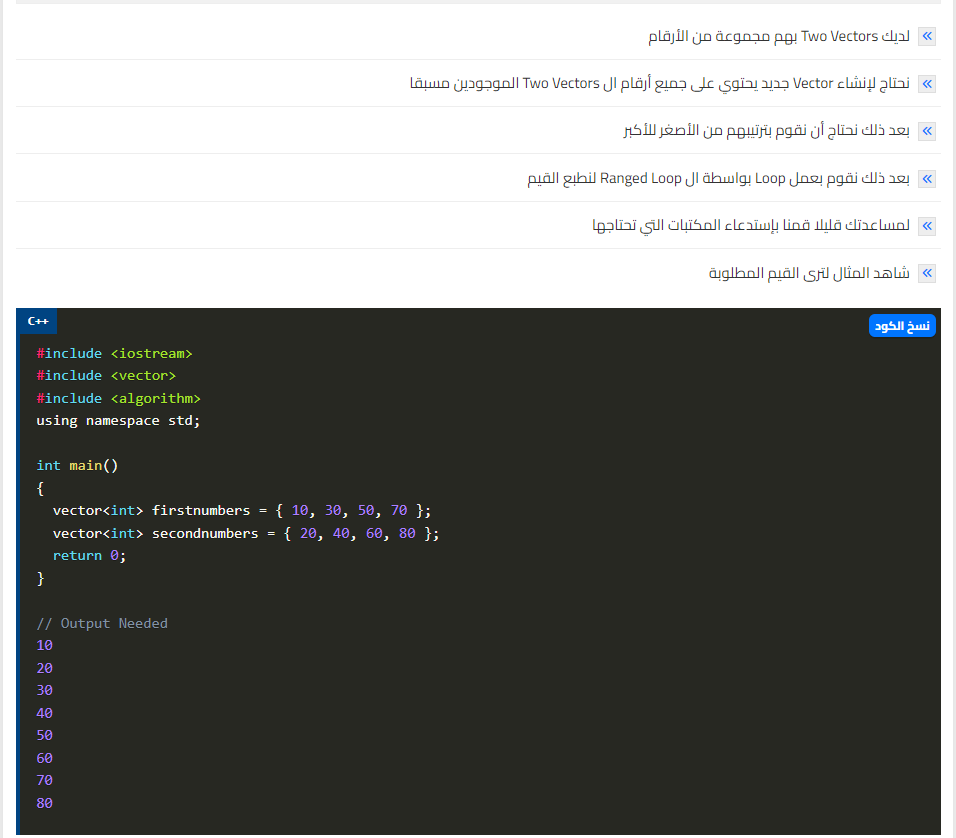 لديك Two Vectors بهم مجموعة من الأرقام
نحتاج لإنشاء Vector جديد يحتوي على جميع أرقام ال Two Vectors الموجودين مسبقا
بعد ذلك نحتاج أن نقوم بترتيبهم من الأصغر للأكبر
بعد ذلك نقوم بعمل Loop بواسطة ال Ranged Loop لنطبع القيم
لمساعدتك قليلا قمنا بإستدعاء المكتبات التي تحتاجها
شاهد المثال لترى القيم المطلوبة
C++
نسخ الكود
#include <iostream>
#include <vector>
#include <algorithm>
using namespace std;
int main()
{
  vector<int> firstnumbers = { 10, 30, 50, 70 };
  vector<int> secondnumbers = { 20, 40, 60, 80 };
  return 0;
}
// Output Needed
10
20
30
40
50
60
70
80